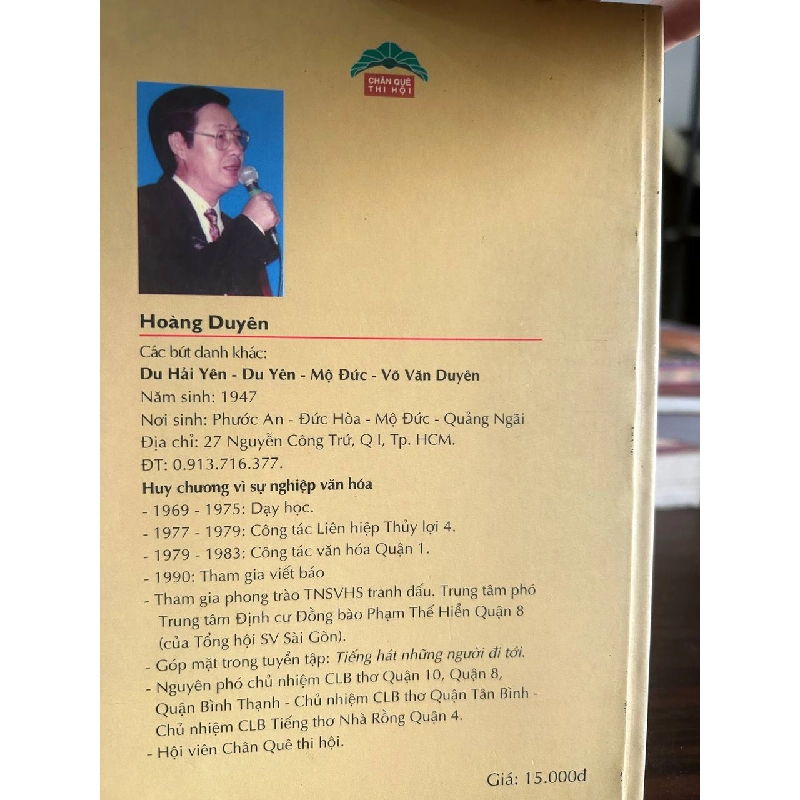 CHÂN QUÊ
THI HỘI
Hoàng Duyên
Các bút danh khác:
Du Hải Yên - Du Yên - Mộ Đức - Võ Văn Duyên
Năm sinh: 1947
Nơi sinh: Phước An - Đức Hòa - Mộ Đức - Quảng Ngãi
Địa chỉ: 27 Nguyễn Công Trứ, Q I, Tp. HCM.
ĐT: 0.913.716.377.
Huy chương vì sự nghiệp văn hóa
- 1969 - 1975: Dạy học.
- 1977 - 1979: Công tác Liên hiệp Thủy lợi 4.
- 1979 - 1983: Công tác văn hóa Quận 1.
- 1990: Tham gia viết báo
- Tham gia phong trào TNSVHS tranh đấu. Trung tâm phó
Trung tâm Định cư Đồng bào Phạm Thế Hiển Quận 8
(của Tổng hội SV Sài Gòn).
- Góp mặt trong tuyển tập: Tiếng hát những người đi tới.
- Nguyên phó chủ nhiệm CLB thơ Quận 10, Quận 8,
Quận Bình Thạnh - Chủ nhiệm CLB thơ Quận Tân Bình -
Chủ nhiệm CLB Tiếng thơ Nhà Rồng Quận 4.
- Hội viên Chân Quê thi hội.
Giá: 15.000đ